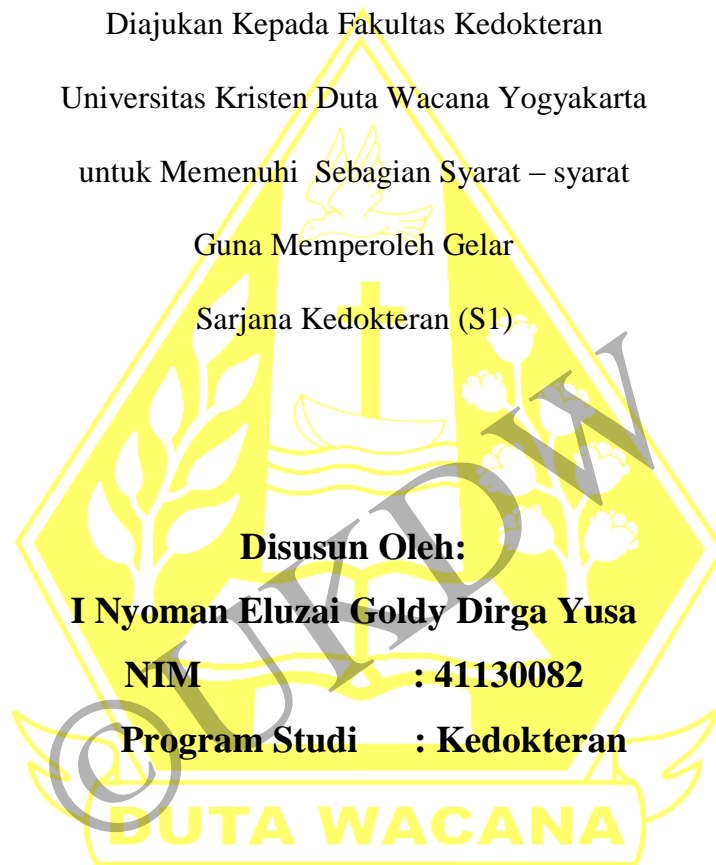 Diajukan Kepada Fakultas Kedokteran
Universitas Kristen Duta Wacana Yogyakarta
untuk Memenuhi Sebagian Syarat – syarat
Guna Memperoleh Gelar
Sarjana Kedokteran (S1)
Disusun Oleh:
I Nyoman Eluzai Goldy Dirga Yusa
NIM : 41130082
Program Studi : Kedokteran
DUTA WACANA
©UKDW